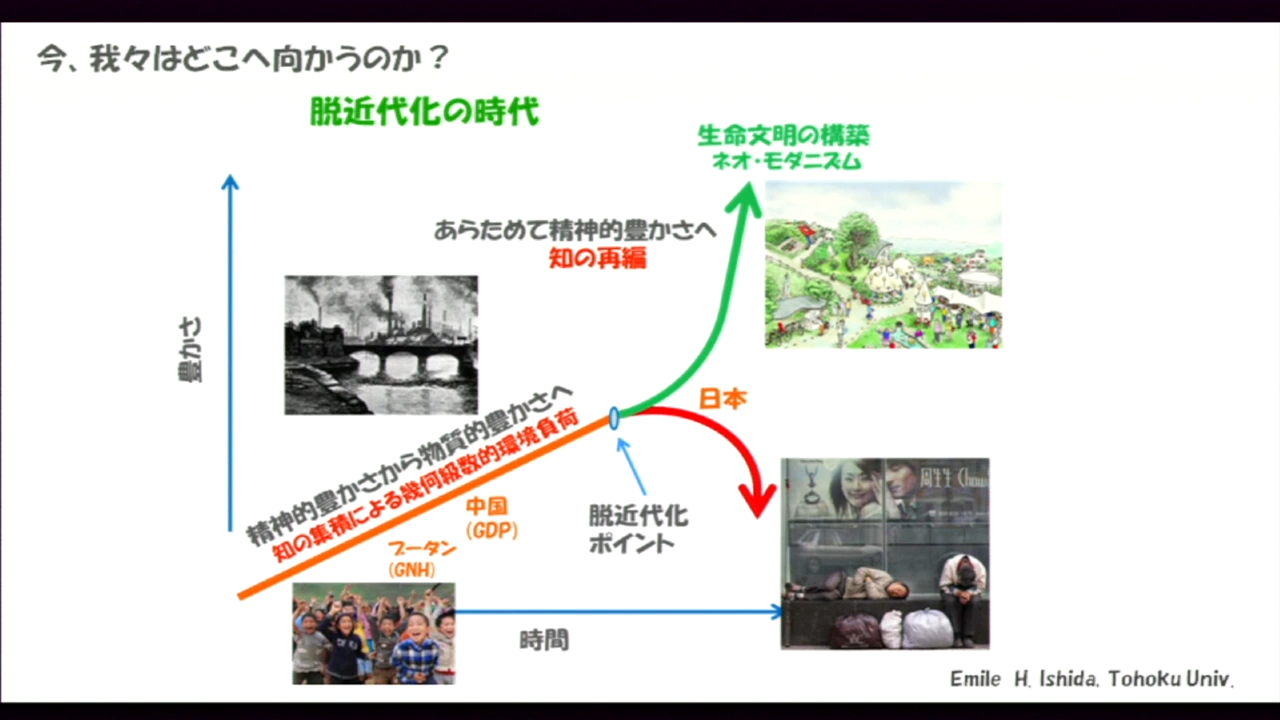 今、我々はどこへ向かうのか？
脱近代化の時代
生命文明の構築
ネオ・モダニズム
あらためて精神的豊かさへ
知の再編
豊かさ
精神的豊かさから物質的豊かさへ
知の集積による幾何級数的環境負荷
日本
中国
(GDP)
ブータン
(GNH)
脱近代化
ポイント
周生生 Chow
時間
Emile H. Ishida, Tohoku Univ.